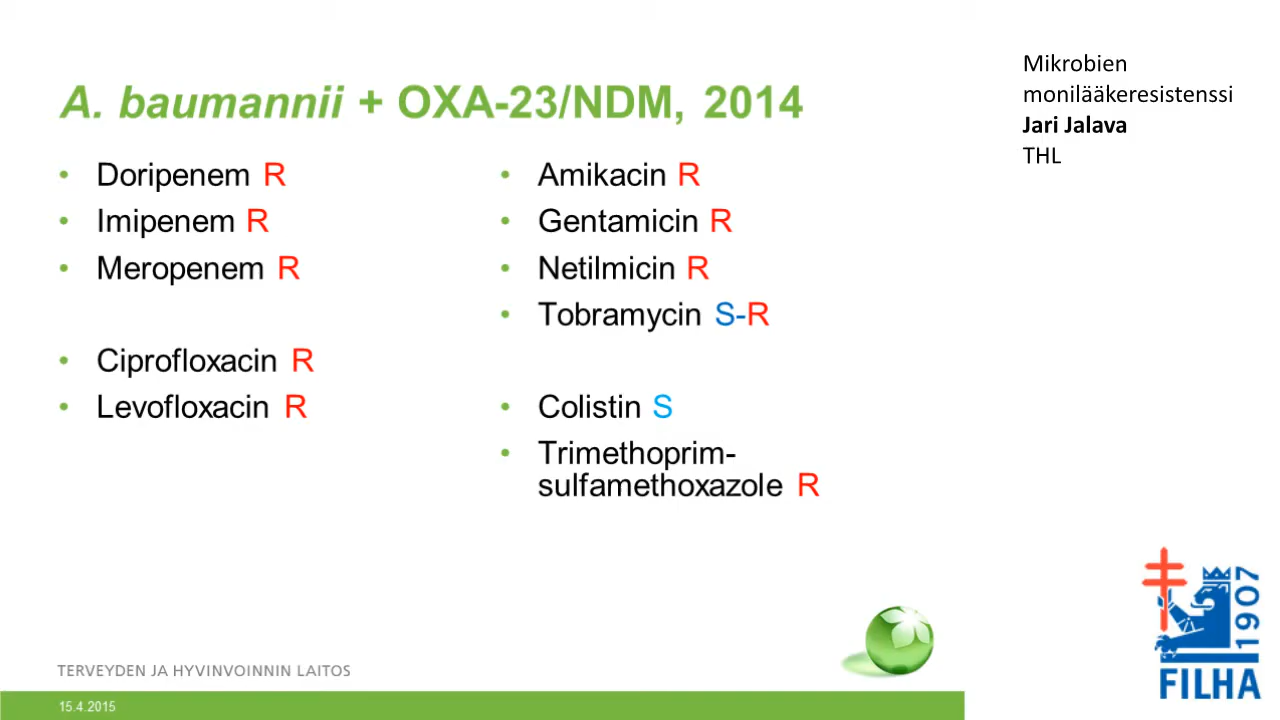 A. baumannii + OXA-23/NDM, 2014
• Doripenem R
• Imipenem R
• Meropenem R
• Ciprofloxacin R
• Levofloxacin R
• Amikacin R
• Gentamicin R
• Netilmicin R
• Tobramycin S-R
• Colistin S
• Trimethoprim-
sulfamethoxazole R
Mikrobien
monilääkeresistenssi
Jari Jalava
THL
TERVEYDEN JA HYVINVOINNIN LAITOS
15.4.2015
1907
FILHA